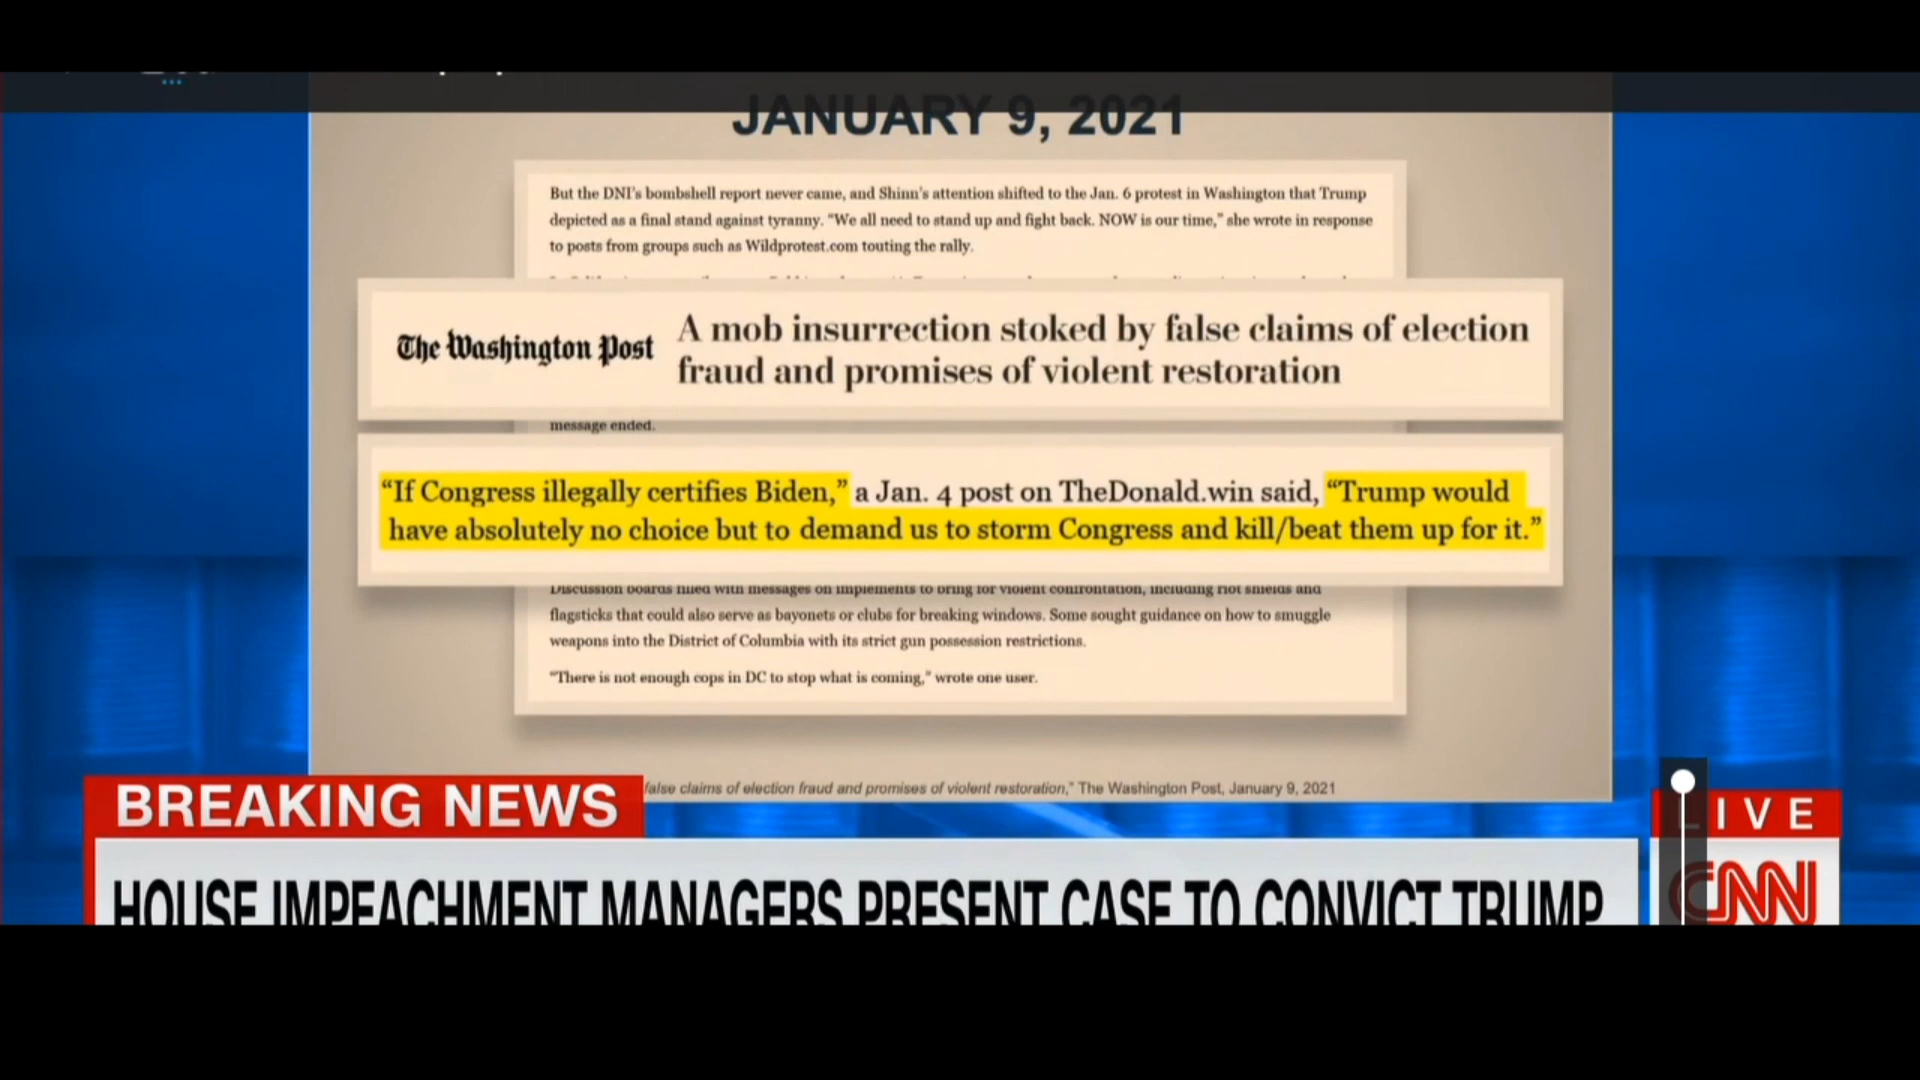 JANUARY 9, 2021
But the DNI's bombshell report never came, and Shinn's attention shifted to the Jan. 6 protest in Washington that Trump
depicted as a final stand against tyranny. "We all need to stand up and fight back. NOW is our time," she wrote in response
to posts from groups such as Wildprotest.com touting the rally.
The Washington Post
A mob insurrection stoked by false claims of election
fraud and promises of violent restoration
message ended.
"If Congress illegally certifies Biden," a Jan. 4 post on TheDonald.win said, "Trump would
have absolutely no choice but to demand us to storm Congress and kill/beat them up for it."
Discussion boards filled with messages on implements to bring for violent confrontation, including riot shields and
flagsticks that could also serve as bayonets or clubs for breaking windows. Some sought guidance on how to smuggle
weapons into the District of Columbia with its strict gun possession restrictions.
"There is not enough cops in DC to stop what is coming," wrote one user.
false claims of election fraud and promises of violent restoration," The Washington Post, January 9, 2021
BREAKING NEWS
LIVE
HOUSE IMPEACHMENT MANAGERS PRESENT CASE TO CONVICT TRUMP
CNN